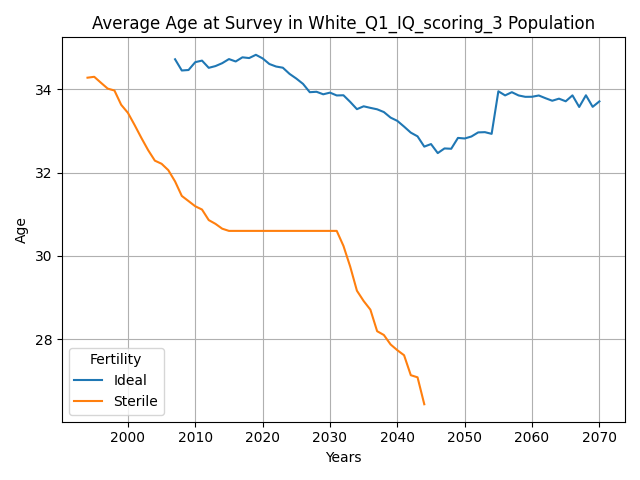 Average Age at Survey in White_Q1_IQ_scoring_3 Population
Age
34
32
30
28
Fertility
Ideal
Sterile
2000
2010
2020
2030
2040
2050
2060
2070
Years